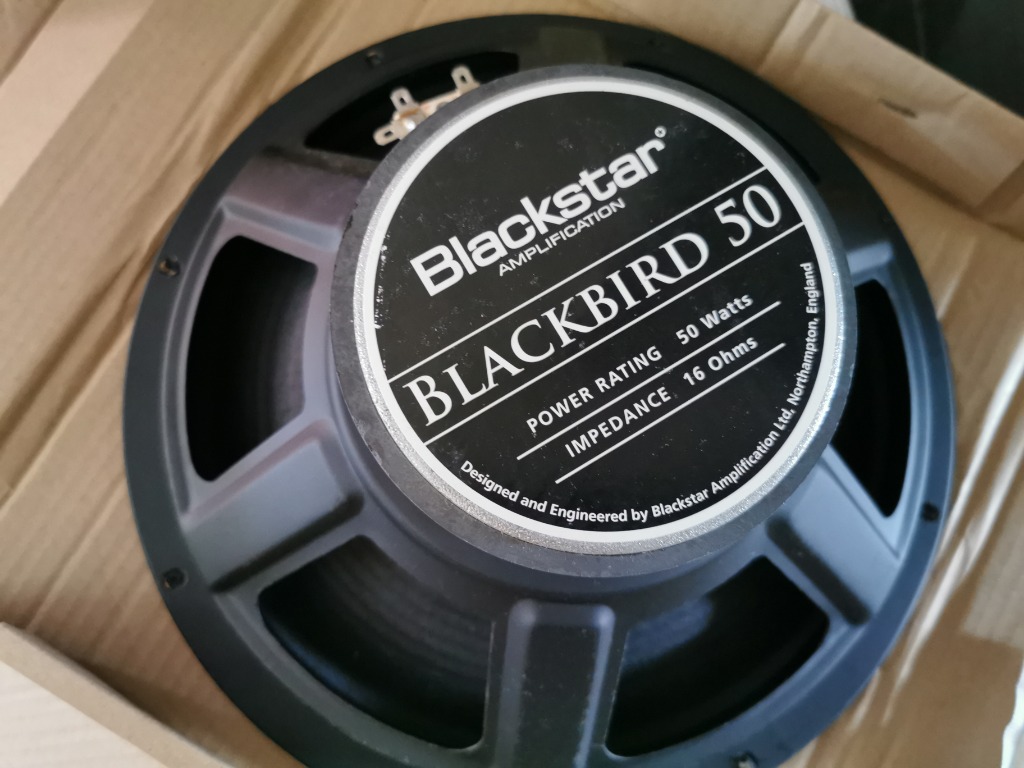 Blackstar
AMPLIFICATION
BLACKBIRD 50
POWER RATING 50 Watts
IMPEDANCE 16 Ohms
Designed and Engineered by Blackstar Amplification Ltd, Northampton, England